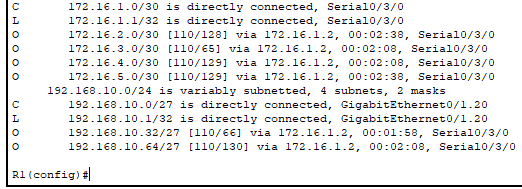 C 172.16.1.0/30 is directly connected, Serial0/3/0
L 172.16.1.1/32 is directly connected, Serial0/3/0
O 172.16.2.0/30 [110/128] via 172.16.1.2, 00:02:38, Serial0/3/0
O 172.16.3.0/30 [110/65] via 172.16.1.2, 00:02:08, Serial0/3/0
O 172.16.4.0/30 [110/129] via 172.16.1.2, 00:02:08, Serial0/3/0
O 172.16.5.0/30 [110/129] via 172.16.1.2, 00:02:38, Serial0/3/0
192.168.10.0/24 is variably subnetted, 4 subnets, 2 masks
C 192.168.10.0/27 is directly connected, GigabitEthernet0/1.20
L 192.168.10.1/32 is directly connected, GigabitEthernet0/1.20
O 192.168.10.32/27 [110/66] via 172.16.1.2, 00:01:58, Serial0/3/0
O 192.168.10.64/27 [110/130] via 172.16.1.2, 00:02:08, Serial0/3/0
R1(config)#